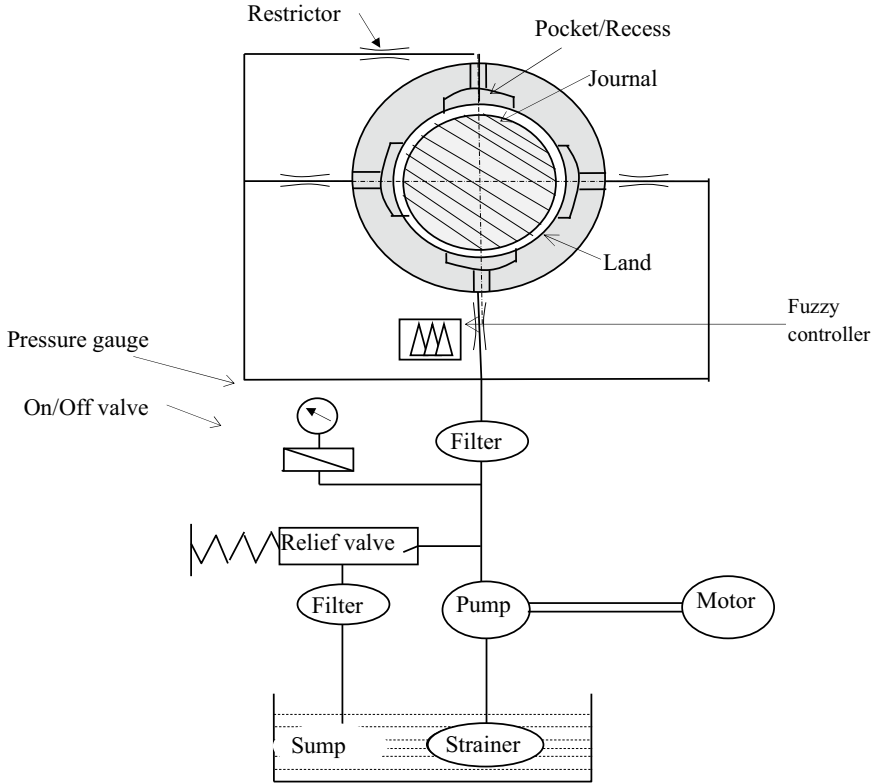 Restrictor
Pocket/Recess
Journal
Land
Fuzzy
controller
Pressure gauge
On/Off valve
Filter
Relief valve
Filter
Pump
Motor
Sump
Strainer